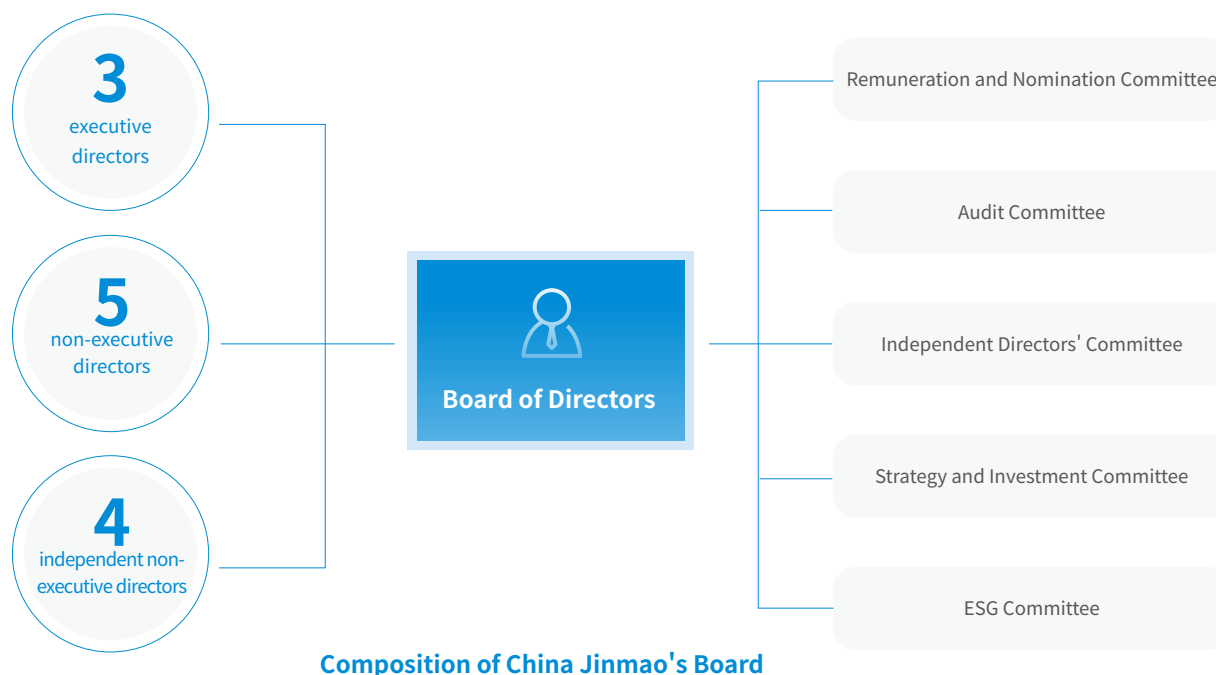 3
executive
directors
5
non-executive
directors
4
independent non-
executive directors
Board of Directors
Remuneration and Nomination Committee
Audit Committee
Independent Directors' Committee
Strategy and Investment Committee
ESG Committee
Composition of China Jinmao's Board